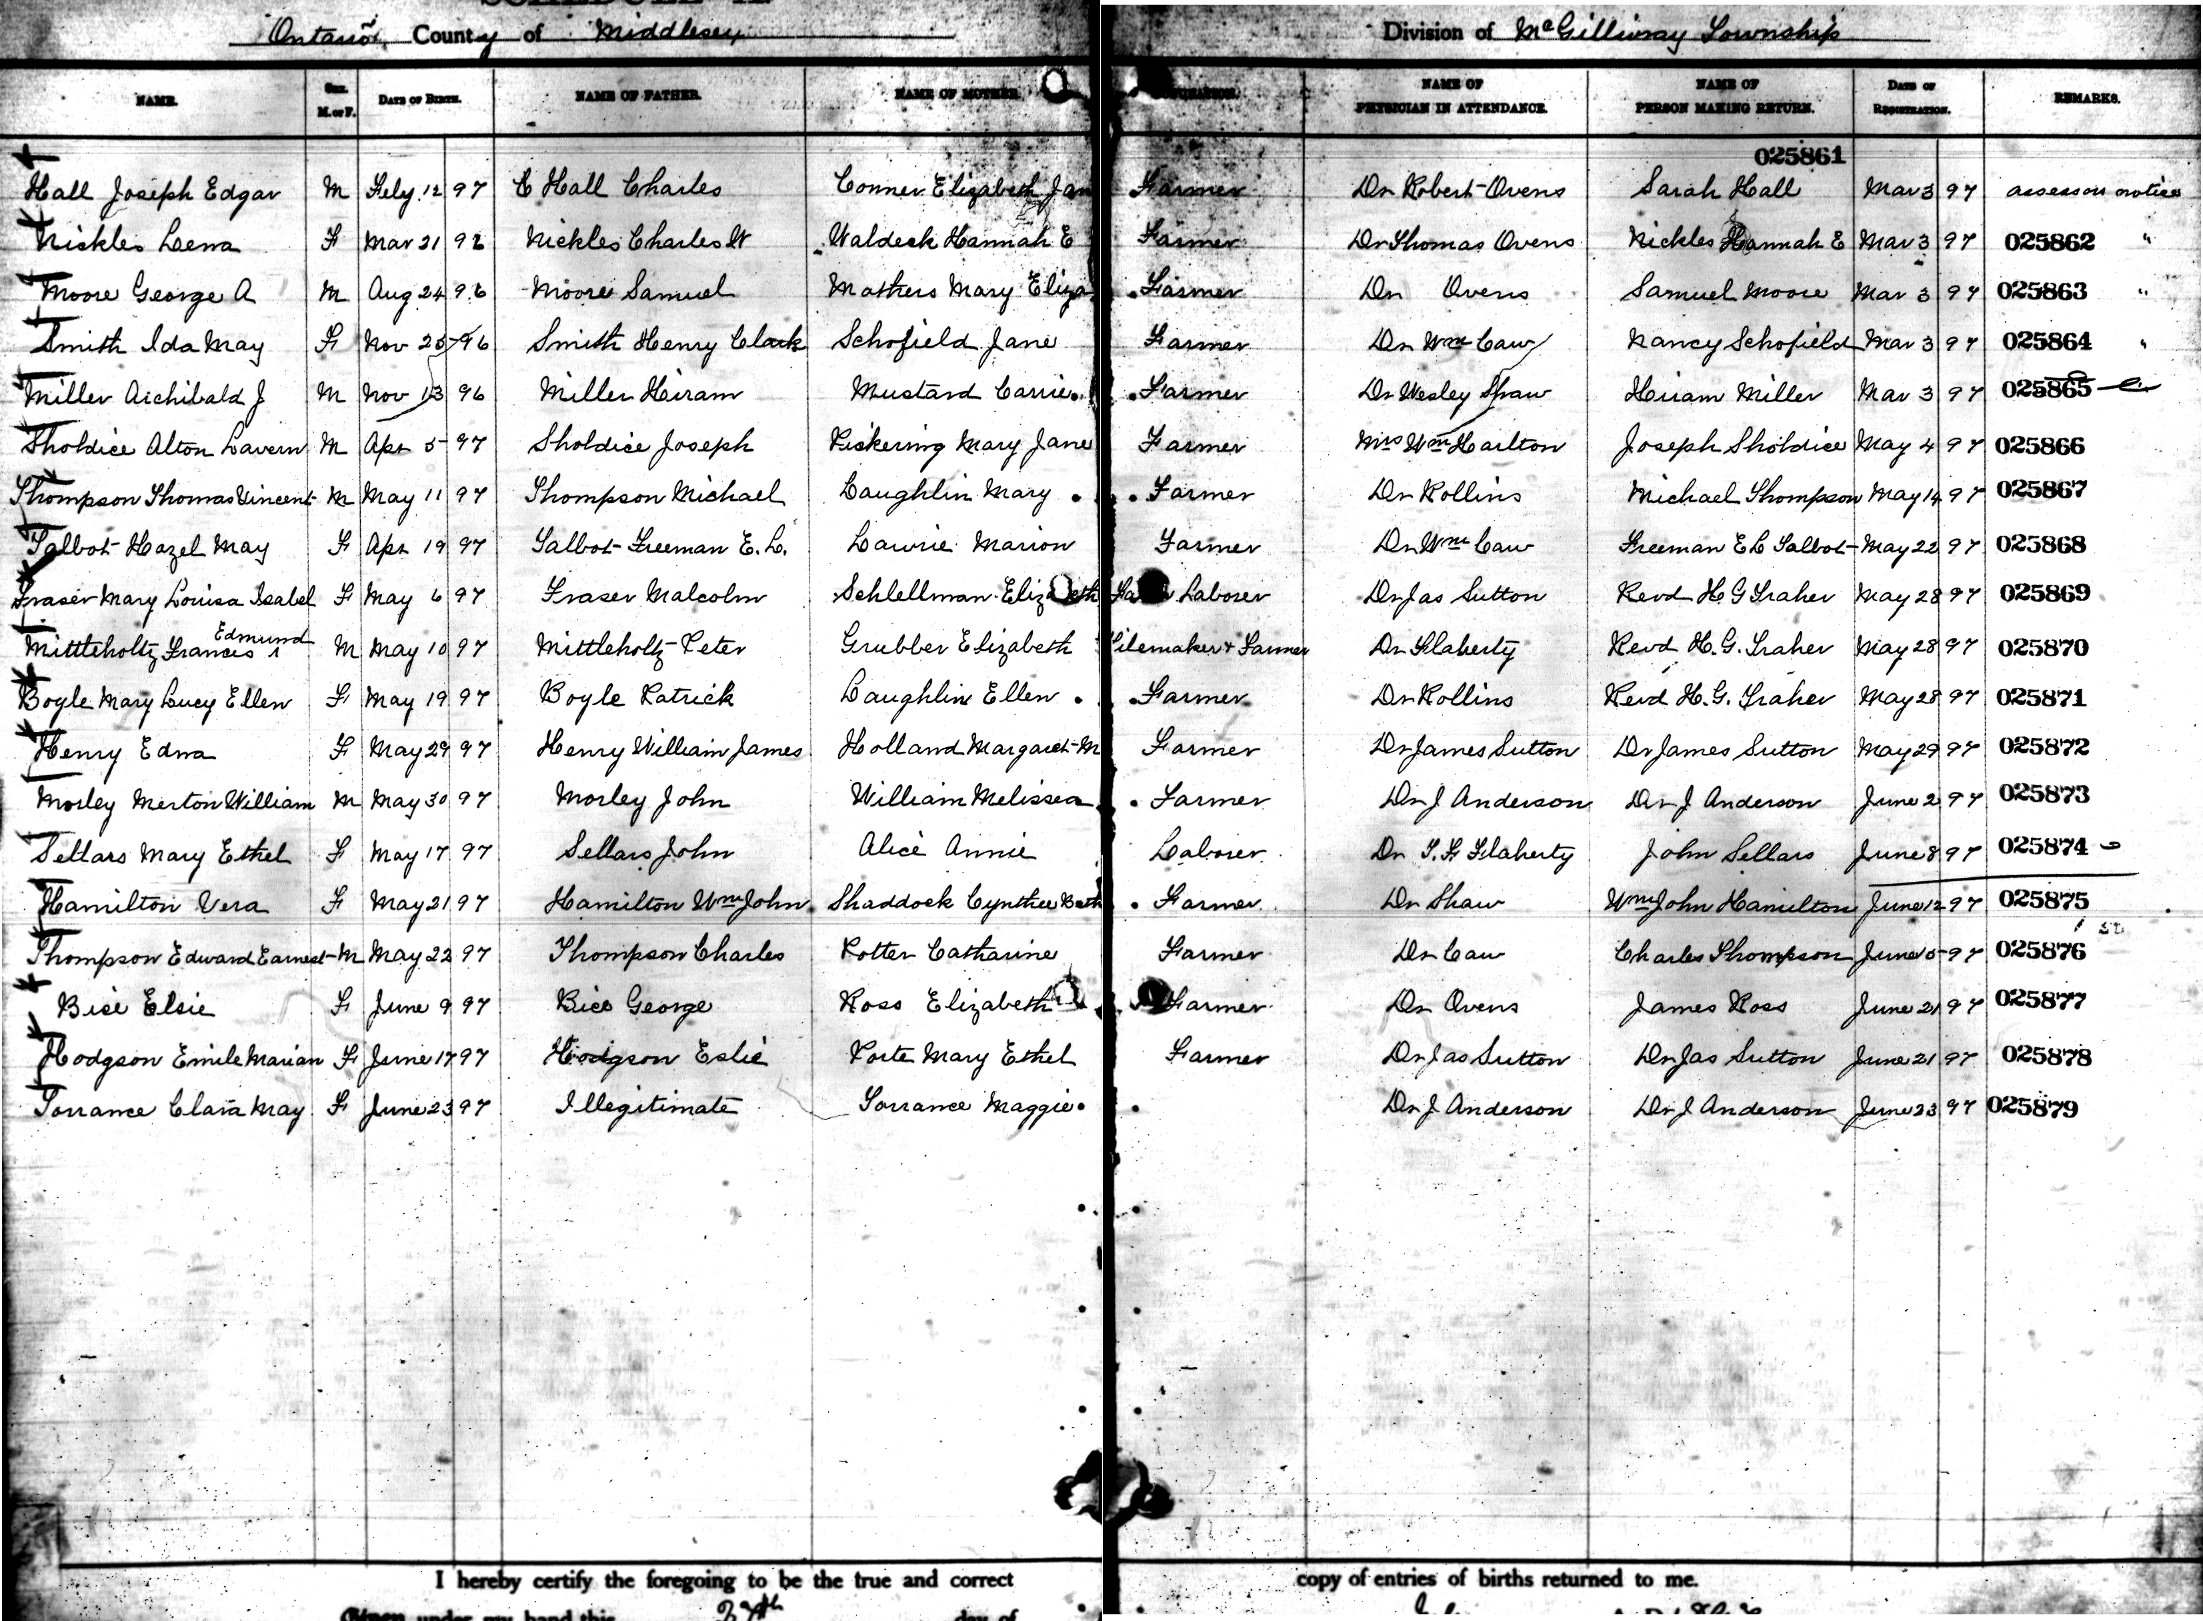 Ontario, County of Middlesex Division of McGillivray Township
NAME. Sex. M. or F. DATE OF BIRTH. NAME OF FATHER. NAME OF MOTHER. NAME OF PHYSICIAN IN ATTENDANCE. NAME OF PERSON MAKING RETURN. DATE OF REGISTRATION. REMARKS.
025861
Hall Joseph Edgar M Feby 12 97 C Hall Charles Conner Elizabeth Jan Farmer Dr Robert Ovens Sarah Hall Mar 3 97 assessors notice
Nickles Leena F Mar 21 92 Nickles Charles W Waldeck Hannah E Farmer Dr Thomas Ovens Nickles Hannah E Mar 3 97 025862 "
Moore George A M Aug 24 96 Moore Samuel Mathers Mary Eliza Farmer Dr Ovens Samuel Moore Mar 3 97 025863 "
Smith Ida May F Nov 25 96 Smith Henry Clark Schofield Jane Farmer Dr Wm Caw Nancy Schofield Mar 3 97 025864 "
Miller Archibald J M Nov 13 96 Miller Hiram Mustard Carrie Farmer Dr Wesley Shaw Hiram Miller Mar 3 97 025865
Sholdice Alton Lavern M Apr 5 97 Sholdice Joseph Pickering Mary Jane Farmer Mrs Wm Harlton Joseph Sholdice May 4 97 025866
Thompson Thomas Vincent M May 11 97 Thompson Michael Laughlin Mary Farmer Dr Rollins Michael Thompson May 14 97 025867
Talbot Hazel May F Apr 19 97 Talbot Freeman E. L. Lawrie Marion Farmer Dr Wm Caw Freeman E L Talbot May 22 97 025868
Fraser Mary Louisa Isabel F May 6 97 Fraser Malcolm Schlellman Elizabeth Laborer Dr Jas Sutton Revd H. G Traher May 28 97 025869
Mittleholtz Francis Edmund M May 10 97 Mittleholtz Peter Grubber Elizabeth Tilemaker & Farmer Dr Flaherty Revd H. G. Traher May 28 97 025870
Boyle Mary Lucy Ellen F May 19 97 Boyle Patrick Laughlin Ellen Farmer Dr Rollins Revd H. G. Traher May 28 97 025871
Henry Edna F May 29 97 Henry William James Holland Margaret M Farmer Dr James Sutton Dr James Sutton May 29 97 025872
Morley Merton William M May 30 97 Morley John William Melissa Farmer Dr J Anderson Dr J Anderson June 2 97 025873
Sellars Mary Ethel F May 17 97 Sellars John Alice Annie Laborer Dr T. F Flaherty John Sellars June 8 97 025874
Hamilton Vera F May 21 97 Hamilton Wm John Shaddock Farmer Dr Shaw Wm John Hamilton June 12 97 025875
Thompson Edward Earnest M May 22 97 Thompson Charles Potter Catharine Farmer Dr Caw Charles Thompson June 5 97 025876
Bice Elsie F June 9 97 Bice George Ross Elizabeth Farmer Dr Ovens James Ross June 21 97 025877
Hodgson Emile Marian F June 17 97 Hodgson Eslie Porte Mary Ethel Farmer Dr Jas Sutton Dr Jas Sutton June 21 97 025878
Torrance Clara May F June 23 97 Illegitimate Torrance Maggie Dr J Anderson Dr J Anderson June 23 97 025879
I hereby certify the foregoing to be the true and correct copy of entries of births returned to me.